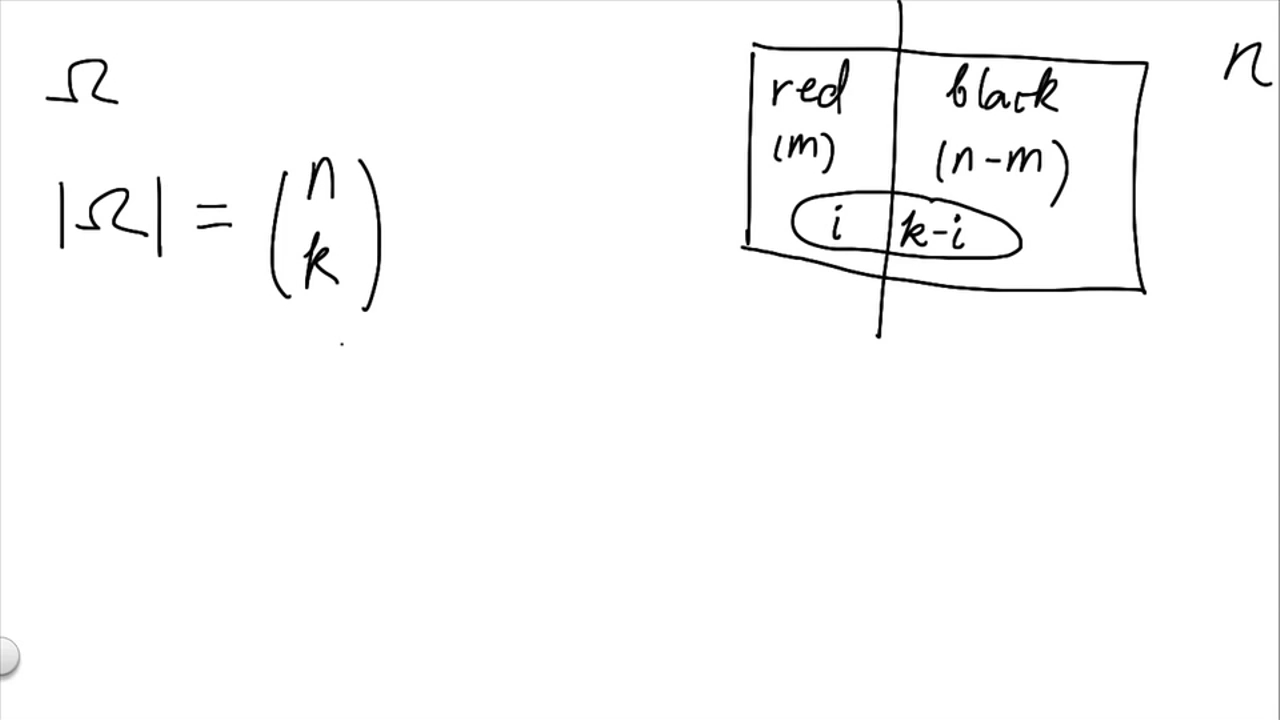 Ω
|Ω| = (n k)
red black n
(m) (n-m)
i k-i